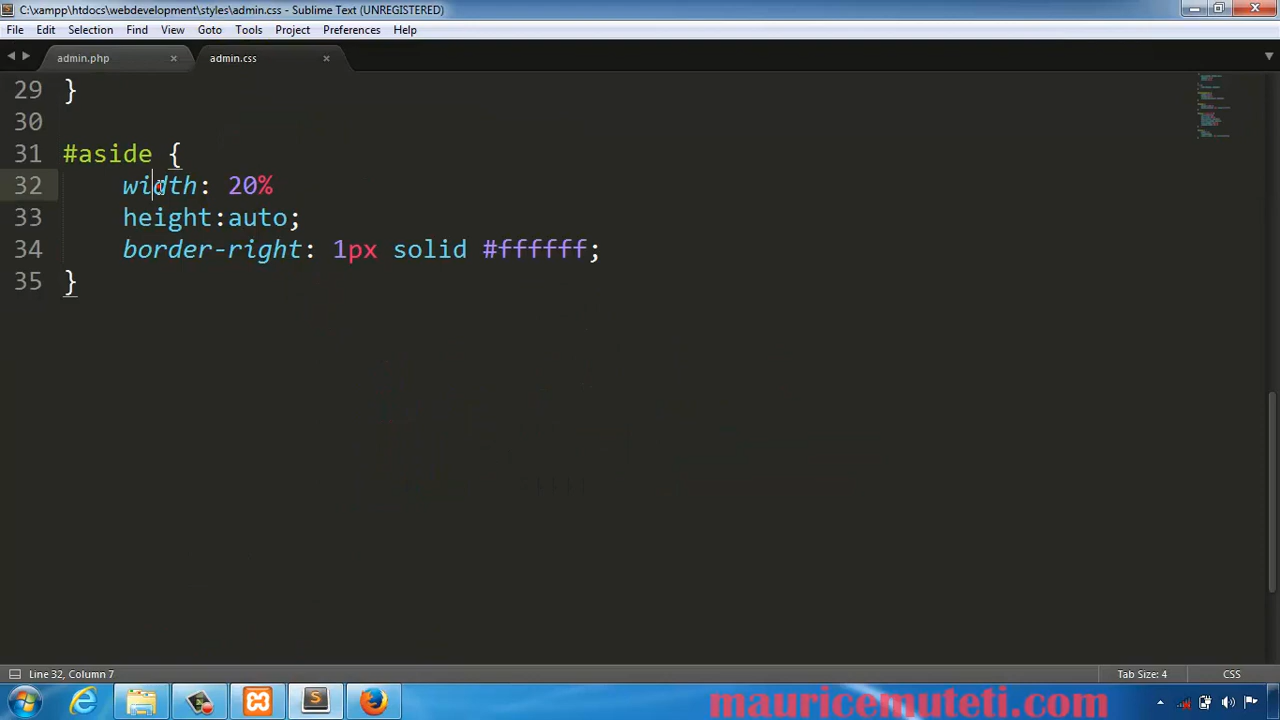 C:\xampp\htdocs\webdevelopment\styles\admin.css - Sublime Text (UNREGISTERED)
File Edit Selection Find View Goto Tools Project Preferences Help
admin.php × admin.css ×
29 }
30
31 #aside {
32 width: 20%
33 height:auto;
34 border-right: 1px solid #ffffff;
35 }
Line 32, Column 7 Tab Size: 4 CSS
mauricemuteti.com